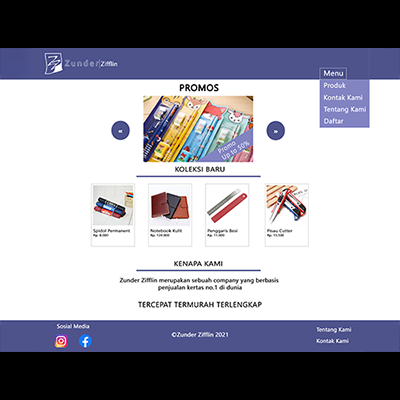 Zunder Zifflin
Menu
Produk
Kontak Kami
Tentang Kami
Daftar
PROMOS
«
»
Promo
Up to 50%
KOLEKSI BARU
Spidol Permanent
Rp. 8.000
Notebook Kulit
Rp. 129.000
Penggaris Besi
Rp. 11.000
Pisau Cutter
Rp. 15.500
KENAPA KAMI
Zunder Zifflin merupakan sebuah company yang berbasis
penjualan kertas no.1 di dunia
TERCEPAT TERMURAH TERLENGKAP
Sosial Media
©Zunder Zifflin 2021
Tentang Kami
Kontak Kami